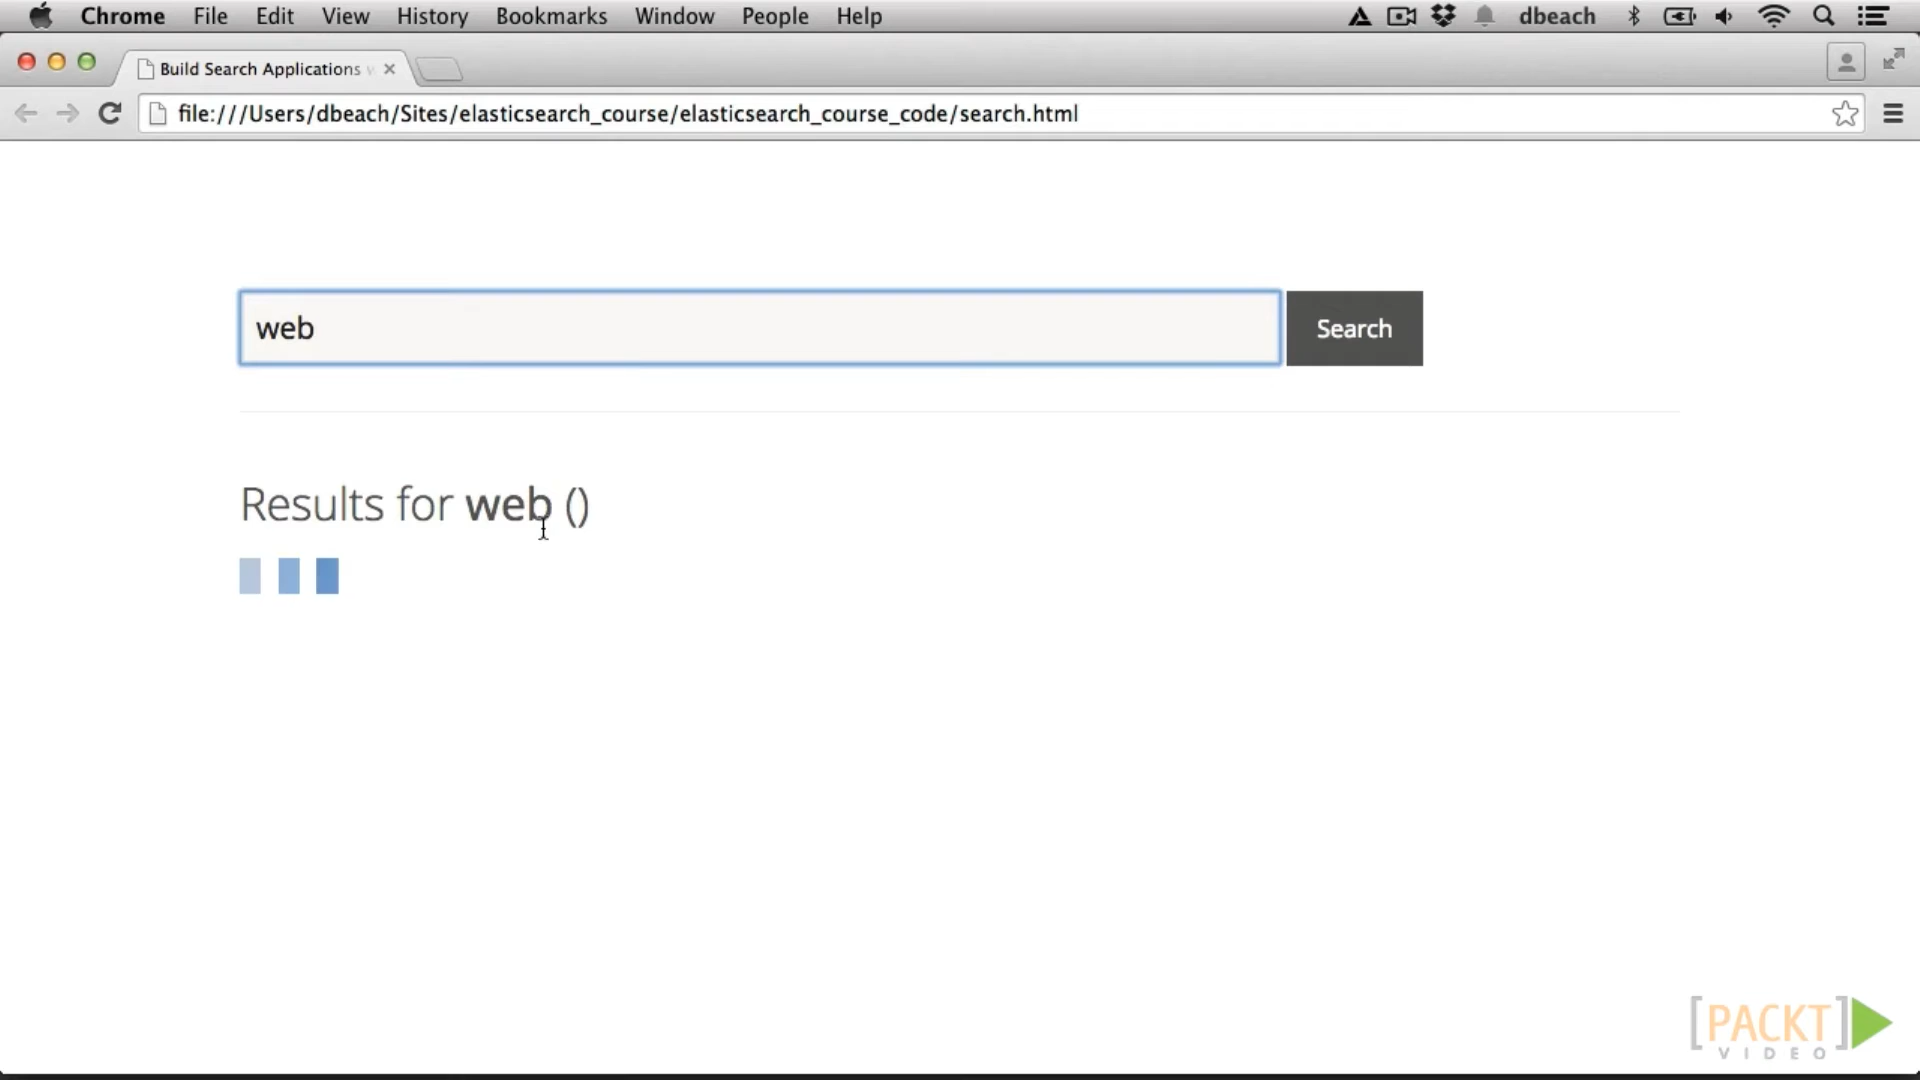 Chrome File Edit View History Bookmarks Window People Help dbeach
Build Search Applications
file:///Users/dbeach/Sites/elasticsearch_course/elasticsearch_course_code/search.html
web
Search
Results for web ()
[PACKT]
VIDEO